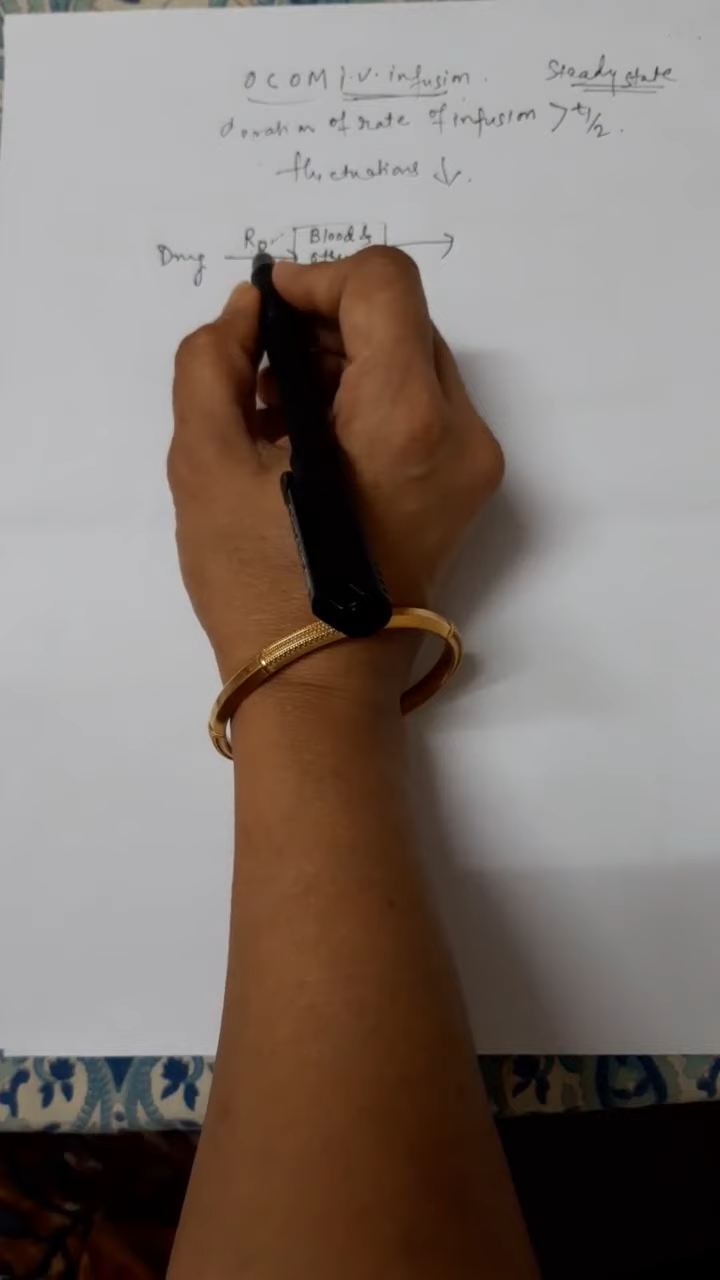 OCOM I.V. infusion. Steady state
duration of rate of infusion > t1/2.
fluctuations ↓.
R0
Blood &
Drug → →